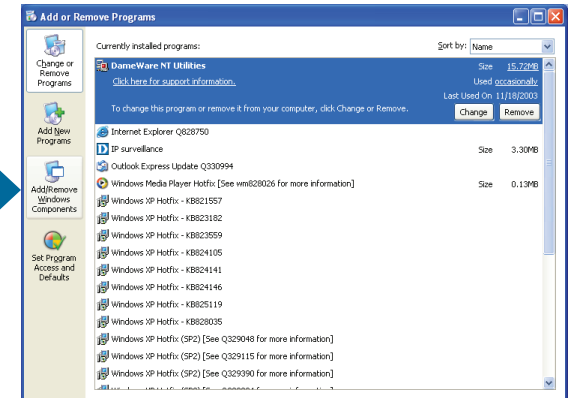 Add or Remove Programs
Change or
Remove
Programs
Add New
Programs
Add/Remove
Windows
Components
Set Program
Access and
Defaults
Currently installed programs:
Sort by: Name
DameWare NT Utilities Size 15.72MB
Click here for support information. Used occasionally
Last Used On 11/18/2003
To change this program or remove it from your computer, click Change or Remove. Change Remove
Internet Explorer Q828750
IP surveillance Size 3.30MB
Outlook Express Update Q330994
Windows Media Player Hotfix [See wm828026 for more information] Size 0.13MB
Windows XP Hotfix - KB821557
Windows XP Hotfix - KB823182
Windows XP Hotfix - KB823559
Windows XP Hotfix - KB824105
Windows XP Hotfix - KB824141
Windows XP Hotfix - KB824146
Windows XP Hotfix - KB825119
Windows XP Hotfix - KB828035
Windows XP Hotfix (SP2) [See Q329048 for more information]
Windows XP Hotfix (SP2) [See Q329115 for more information]
Windows XP Hotfix (SP2) [See Q329390 for more information]